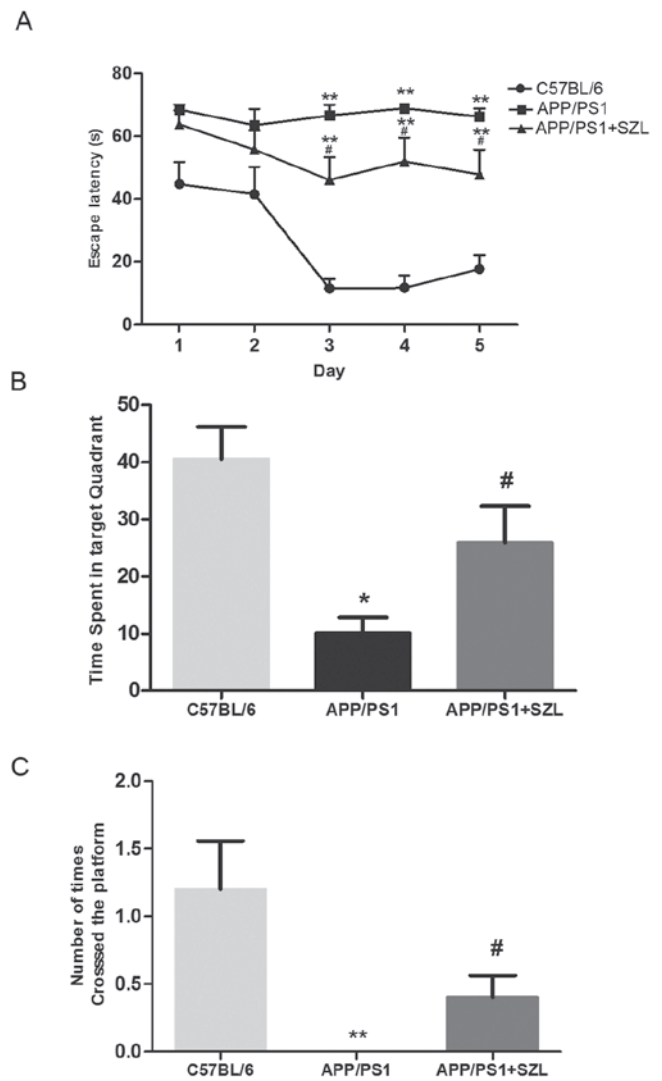 A
80
60
40
20
0
Escape latency (s)
**
**
**
**
#
**
#
**
#
1 2 3 4 5
Day
C57BL/6
APP/PS1
APP/PS1+SZL
B
50
40
30
20
10
0
Time Spent in target Quadrant
*
#
C57BL/6 APP/PS1 APP/PS1+SZL
C
2.0
1.5
1.0
0.5
0.0
Number of times
Crosssed the platform
**
#
C57BL/6 APP/PS1 APP/PS1+SZL